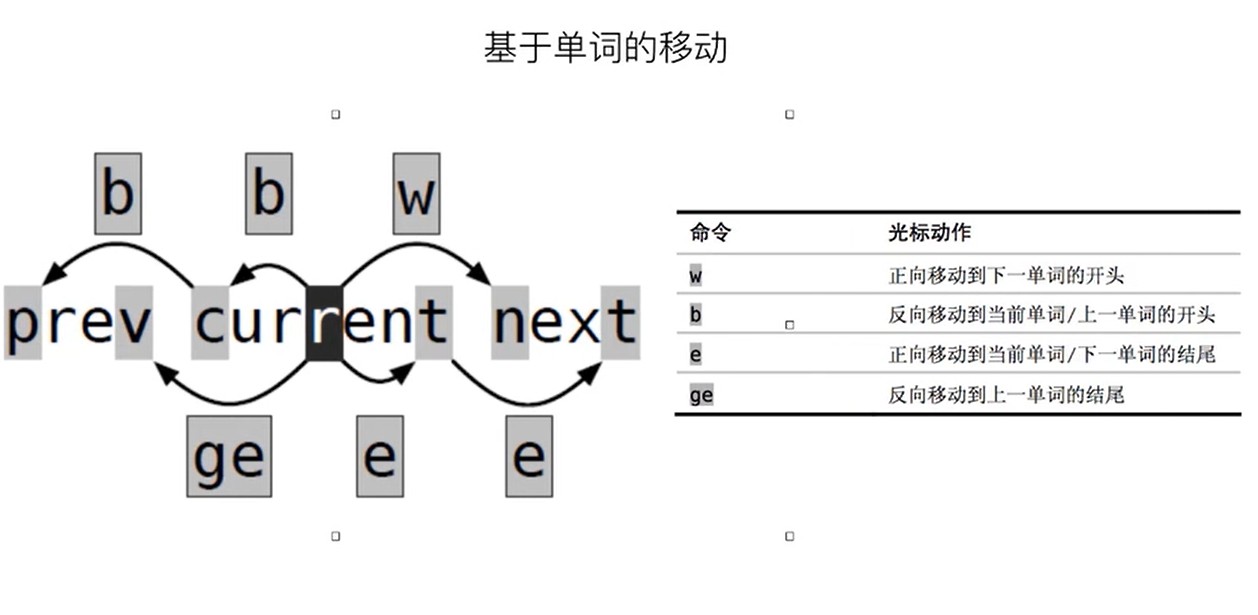 基于单词的移动
b b w
prev current next
ge e e
命令 光标动作
w 正向移动到下一单词的开头
b 反向移动到当前单词/上一单词的开头
e 正向移动到当前单词/下一单词的结尾
ge 反向移动到上一单词的结尾